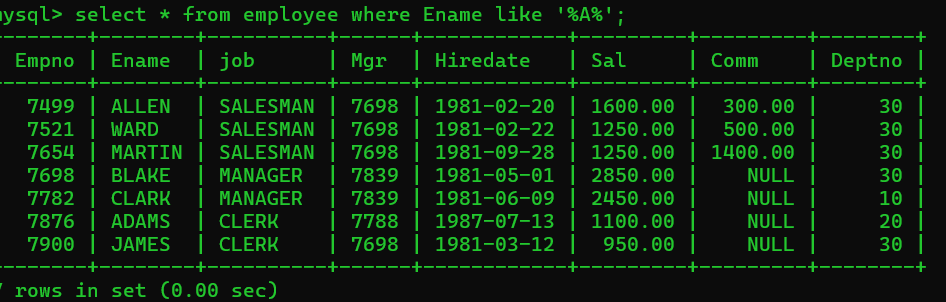 mysql> select * from employee where Ename like '%A%';
-------+--------+----------+------+------------+---------+---------+--------+
Empno | Ename | job | Mgr | Hiredate | Sal | Comm | Deptno |
-------+--------+----------+------+------------+---------+---------+--------+
7499 | ALLEN | SALESMAN | 7698 | 1981-02-20 | 1600.00 | 300.00 | 30 |
7521 | WARD | SALESMAN | 7698 | 1981-02-22 | 1250.00 | 500.00 | 30 |
7654 | MARTIN | SALESMAN | 7698 | 1981-09-28 | 1250.00 | 1400.00 | 30 |
7698 | BLAKE | MANAGER | 7839 | 1981-05-01 | 2850.00 | NULL | 30 |
7782 | CLARK | MANAGER | 7839 | 1981-06-09 | 2450.00 | NULL | 10 |
7876 | ADAMS | CLERK | 7788 | 1987-07-13 | 1100.00 | NULL | 20 |
7900 | JAMES | CLERK | 7698 | 1981-03-12 | 950.00 | NULL | 30 |
-------+--------+----------+------+------------+---------+---------+--------+
7 rows in set (0.00 sec)